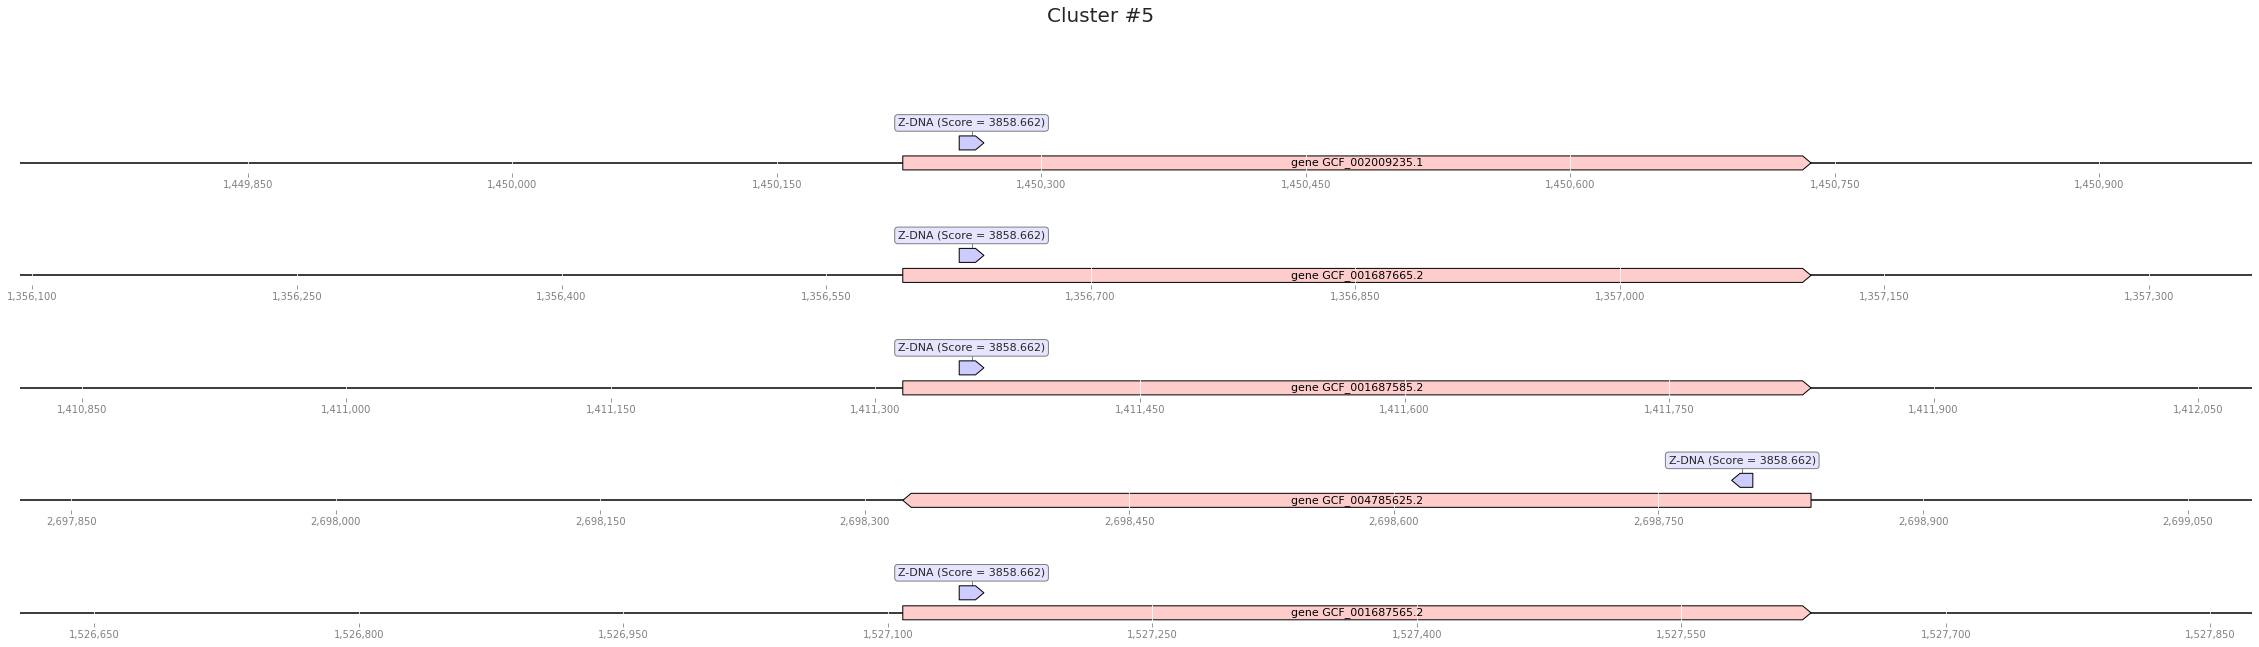 Cluster #5
Z-DNA (Score = 3858.662)
gene GCF_002009235.1
1,449,850 1,450,000 1,450,150 1,450,300 1,450,450 1,450,600 1,450,750 1,450,900
Z-DNA (Score = 3858.662)
gene GCF_001687665.2
1,356,100 1,356,250 1,356,400 1,356,550 1,356,700 1,356,850 1,357,000 1,357,150 1,357,300
Z-DNA (Score = 3858.662)
gene GCF_001687585.2
1,410,850 1,411,000 1,411,150 1,411,300 1,411,450 1,411,600 1,411,750 1,411,900 1,412,050
Z-DNA (Score = 3858.662)
gene GCF_004785625.2
2,697,850 2,698,000 2,698,150 2,698,300 2,698,450 2,698,600 2,698,750 2,698,900 2,699,050
Z-DNA (Score = 3858.662)
gene GCF_001687565.2
1,526,650 1,526,800 1,526,950 1,527,100 1,527,250 1,527,400 1,527,550 1,527,700 1,527,850